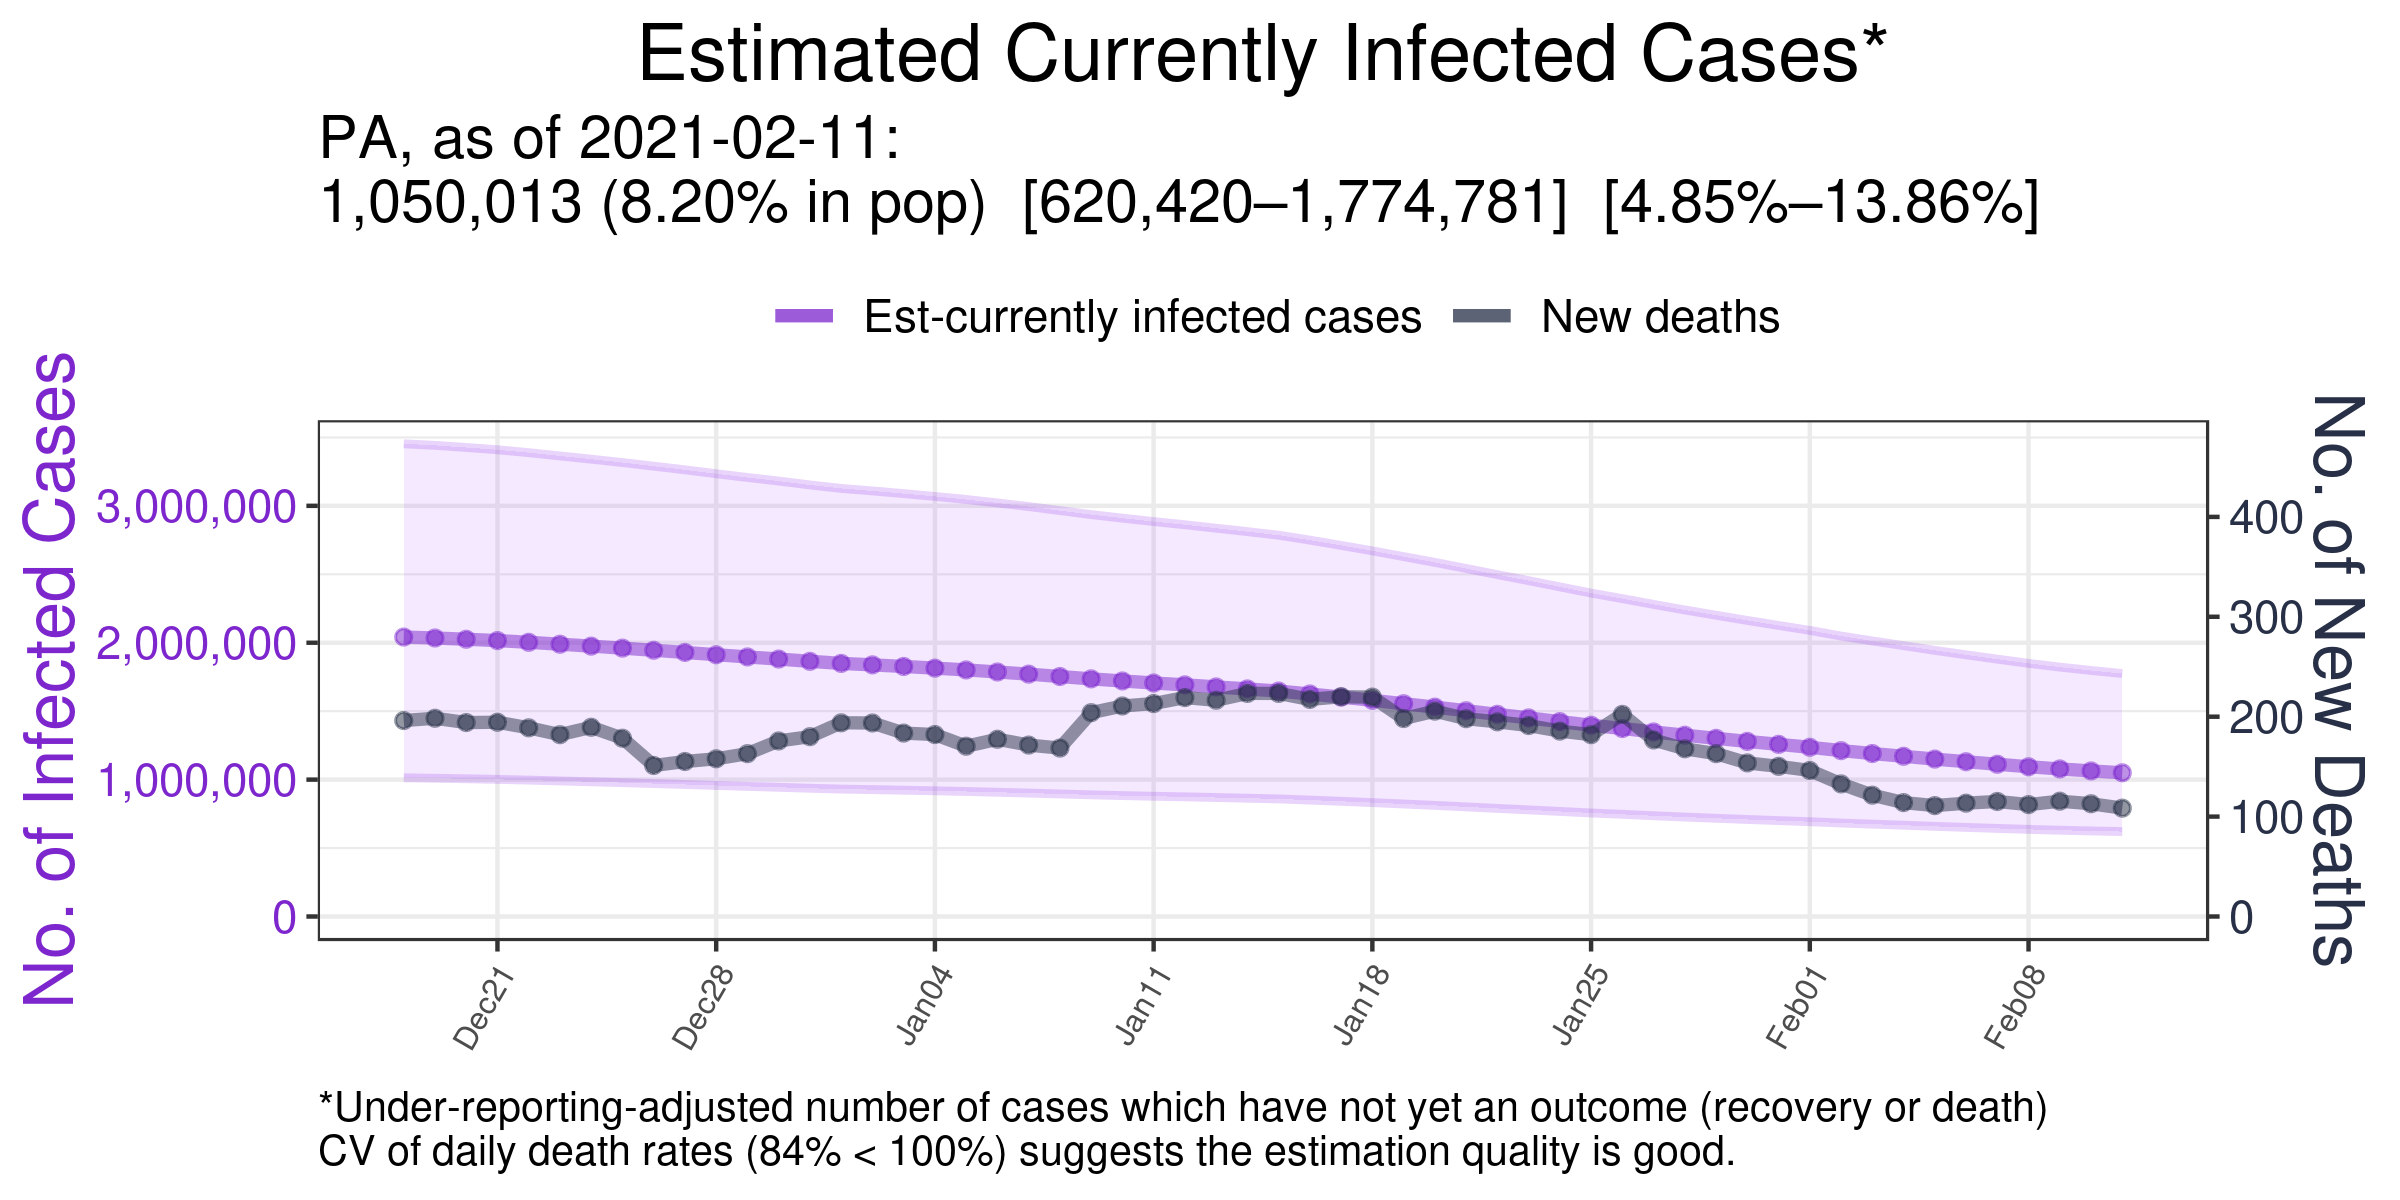 Estimated Currently Infected Cases*
PA, as of 2021-02-11:
1,050,013 (8.20% in pop)  [620,420–1,774,781]  [4.85%–13.86%]
Est-currently infected cases
New deaths
No. of Infected Cases
3,000,000
2,000,000
1,000,000
0
400
300
200
100
0
No. of New Deaths
Dec21
Dec28
Jan04
Jan11
Jan18
Jan25
Feb01
Feb08
*Under-reporting-adjusted number of cases which have not yet an outcome (recovery or death)
CV of daily death rates (84% < 100%) suggests the estimation quality is good.